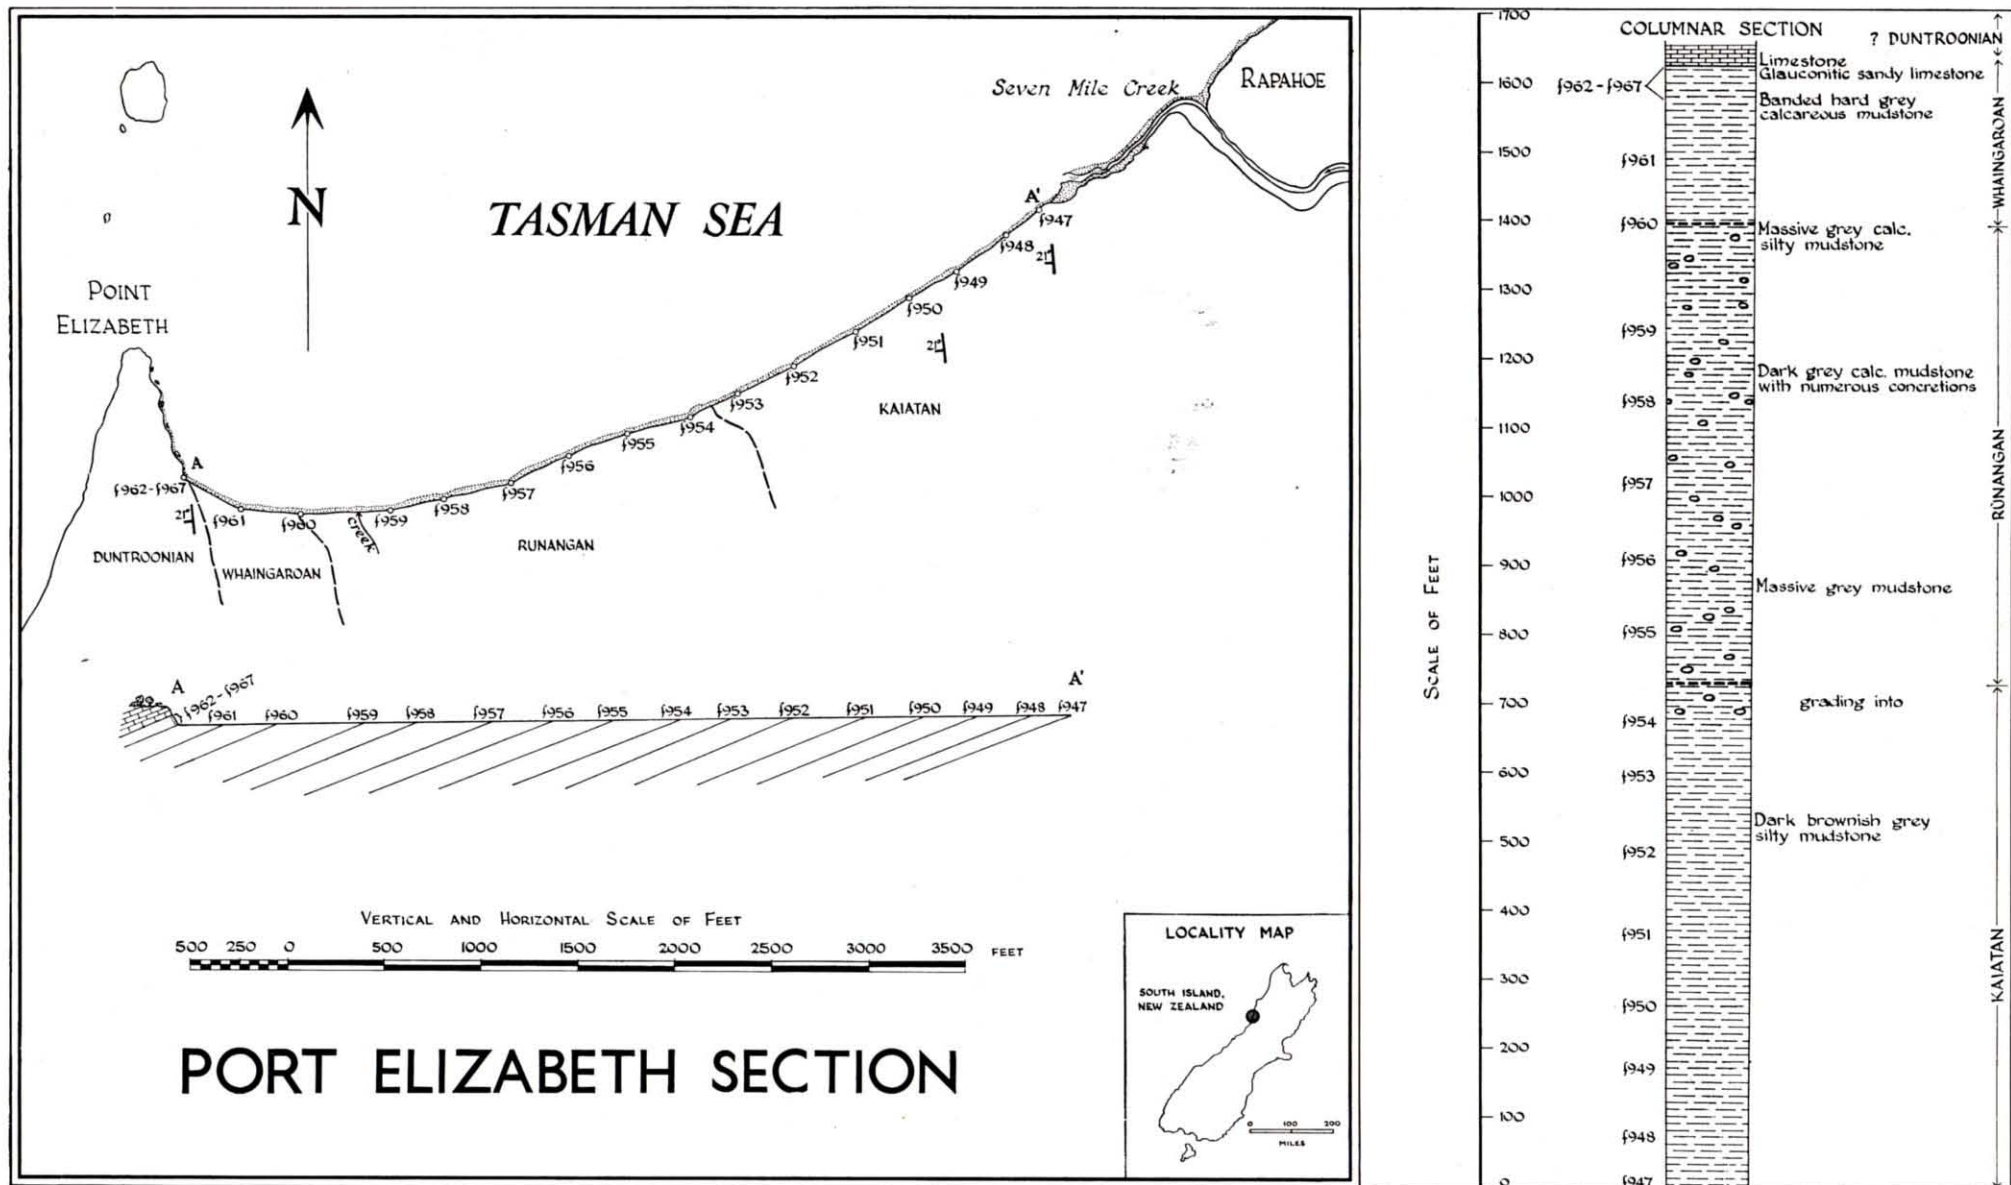 Seven Mile Creek
RAPAHOE
N
TASMAN SEA
POINT
ELIZABETH
A'
f947
f948
21°
f949
f950
f951
21°
f952
f953
KAIATAN
f954
f955
f956
f957
f958
f959
creek
f960
f961
A
f962-f967
21°
DUNTROONIAN
WHAINGAROAN
RUNANGAN
A
f962-f967
A'
f961 f960 f959 f958 f957 f956 f955 f954 f953 f952 f951 f950 f949 f948 f947
VERTICAL AND HORIZONTAL SCALE OF FEET
500 250 0 500 1000 1500 2000 2500 3000 3500 FEET
PORT ELIZABETH SECTION
LOCALITY MAP
SOUTH ISLAND,
NEW ZEALAND
0 100 200
MILES
SCALE OF FEET
1700
1600
1500
1400
1300
1200
1100
1000
900
800
700
600
500
400
300
200
100
0
COLUMNAR SECTION
? DUNTROONIAN
f962-f967
f961
f960
f959
f958
f957
f956
f955
f954
f953
f952
f951
f950
f949
f948
f947
Limestone
Glauconitic sandy limestone
Banded hard grey
calcareous mudstone
Massive grey calc.
silty mudstone
Dark grey calc. mudstone
with numerous concretions
Massive grey mudstone
grading into
Dark brownish grey
silty mudstone
WHAINGAROAN
RUNANGAN
KAIATAN